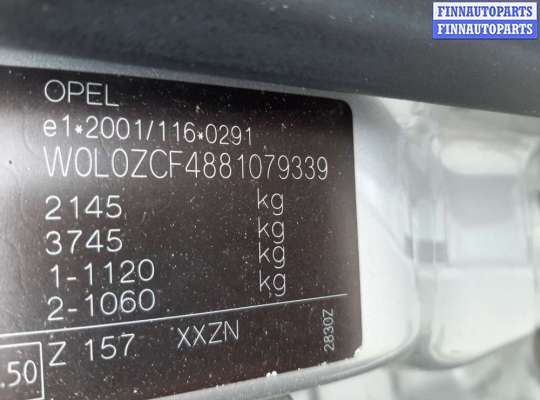 FINNAUTOPARTS
FINNAUTOPARTS
OPEL
e1*2001/116*0291
W0L0ZCF4881079339
2145 kg
3745 kg
1-1120 kg
2-1060 kg
Z 157 XXZN
2830Z
.50